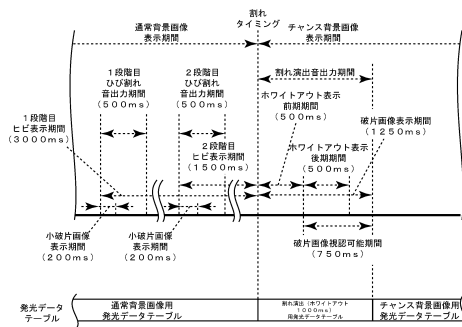 割れ
タイミング
通常背景画像
表示期間
チャンス背景画像
表示期間
1段階目
ひび割れ
音出力期間
(500ms)
2段階目
ひび割れ
音出力期間
(500ms)
割れ演出音出力期間
ホワイトアウト表示
前期期間
(500ms)
1段階目
ヒビ表示期間
(3000ms)
破片画像表示期間
(1250ms)
2段階目
ヒビ表示期間
(1500ms)
ホワイトアウト表示
後期期間
(500ms)
小破片画像
表示期間
(200ms)
小破片画像
表示期間
(200ms)
破片画像視認可能期間
(750ms)
発光データ
テーブル
通常背景画像用
発光データテーブル
割れ演出(ホワイトアウト
1000ms)
用発光データテーブル
チャンス背景画像用
発光データテーブル